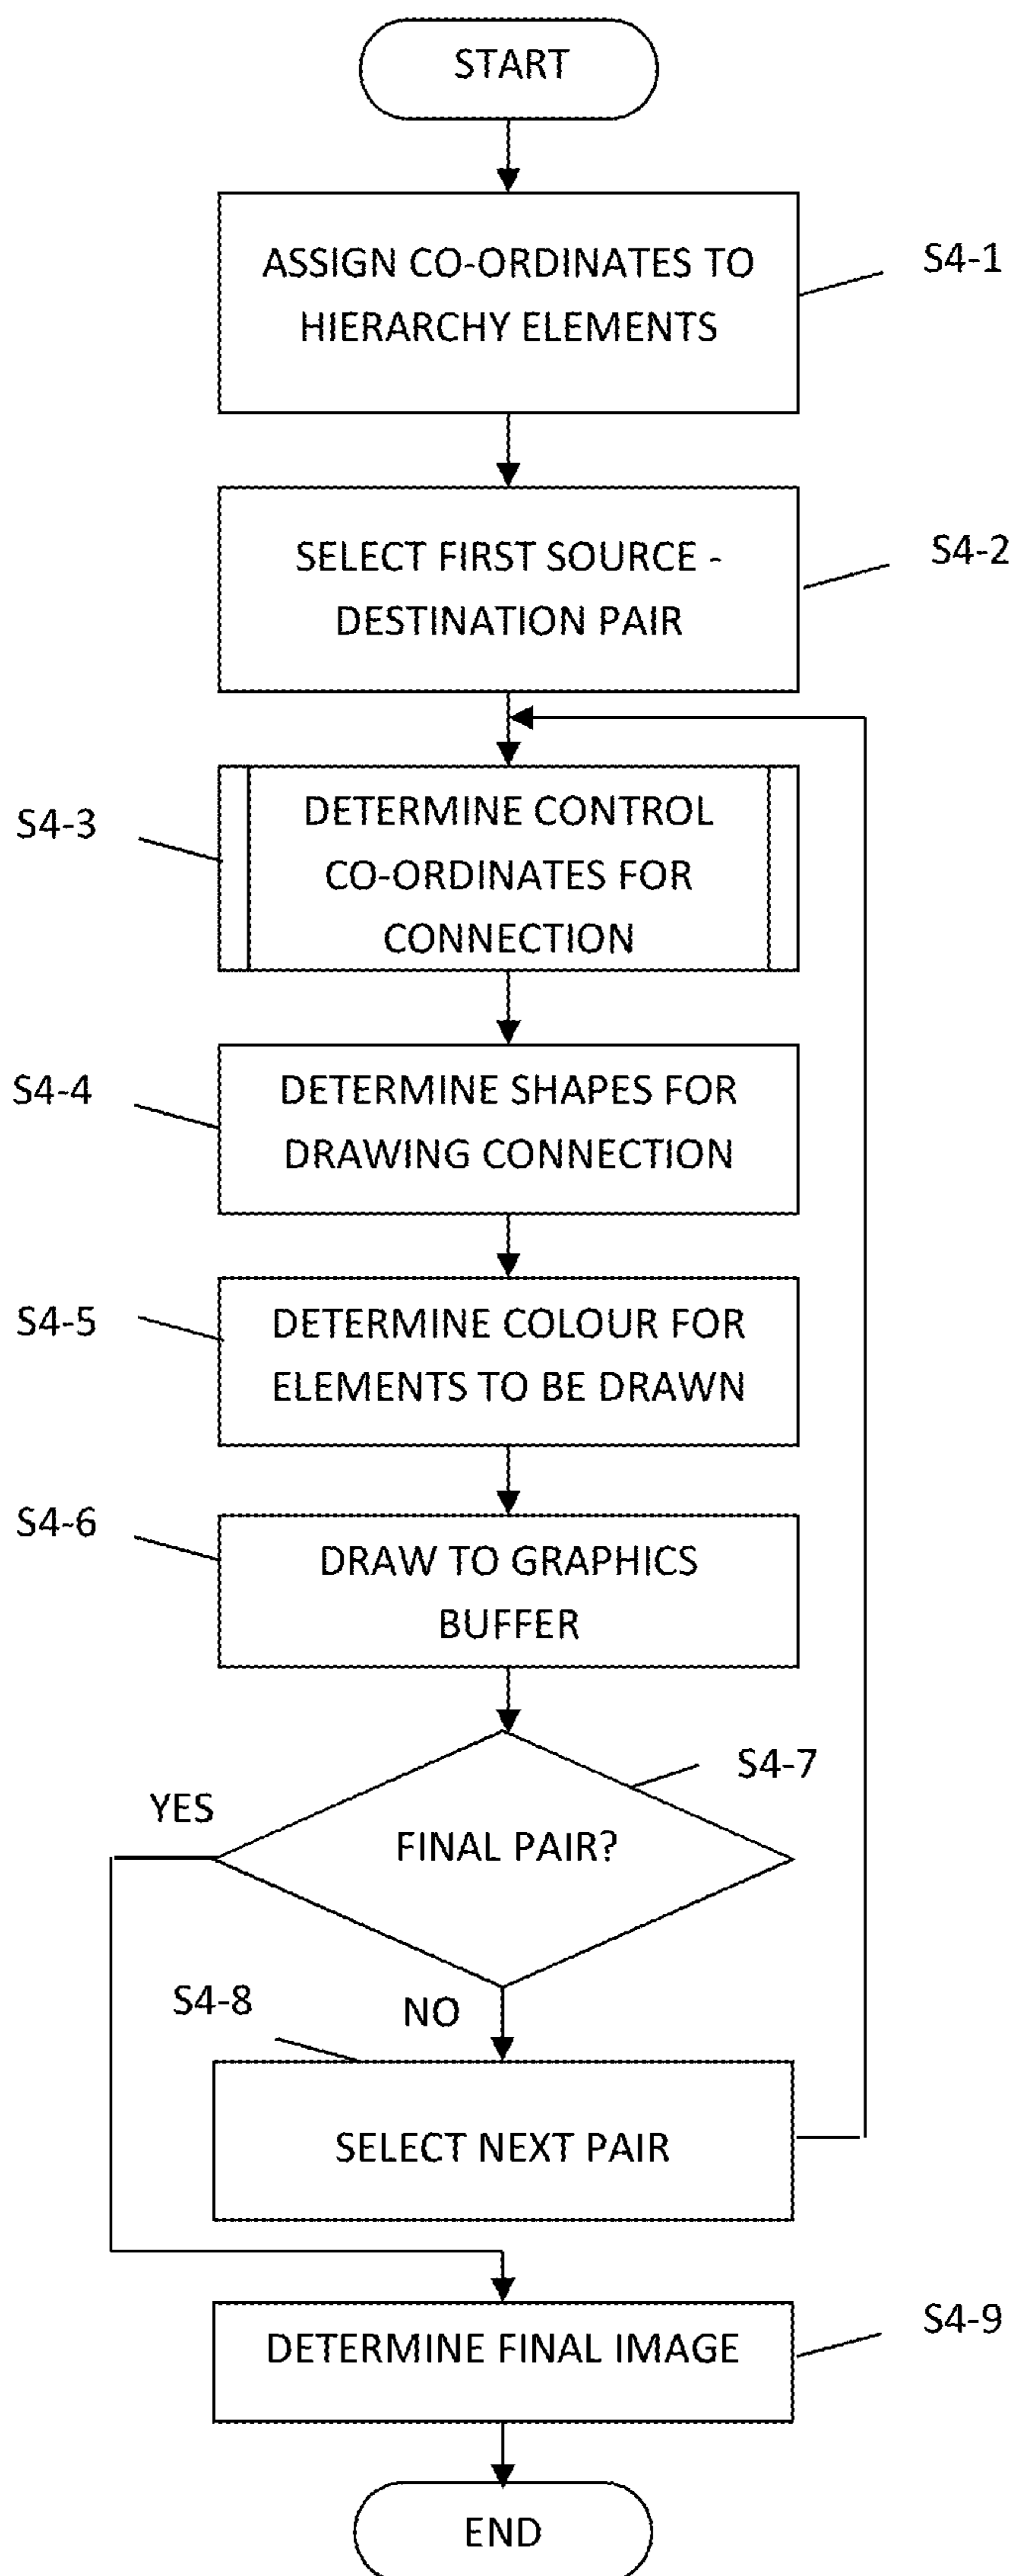 START
ASSIGN CO-ORDINATES TO
HIERARCHY ELEMENTS
S4-1
SELECT FIRST SOURCE -
DESTINATION PAIR
S4-2
S4-3
DETERMINE CONTROL
CO-ORDINATES FOR
CONNECTION
S4-4
DETERMINE SHAPES FOR
DRAWING CONNECTION
S4-5
DETERMINE COLOUR FOR
ELEMENTS TO BE DRAWN
S4-6
DRAW TO GRAPHICS
BUFFER
S4-7
YES
FINAL PAIR?
S4-8
NO
SELECT NEXT PAIR
S4-9
DETERMINE FINAL IMAGE
END